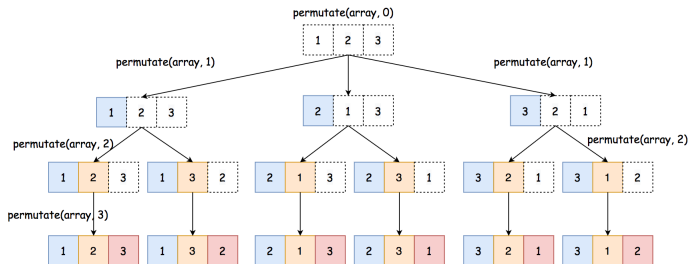 permutate(array, 0)
1 2 3
permutate(array, 1) permutate(array, 1)
1 2 3 2 1 3 3 2 1
permutate(array, 2) permutate(array, 2)
1 2 3 1 3 2 2 1 3 2 3 1 3 2 1 3 1 2
permutate(array, 3)
1 2 3 1 3 2 2 1 3 2 3 1 3 2 1 3 1 2